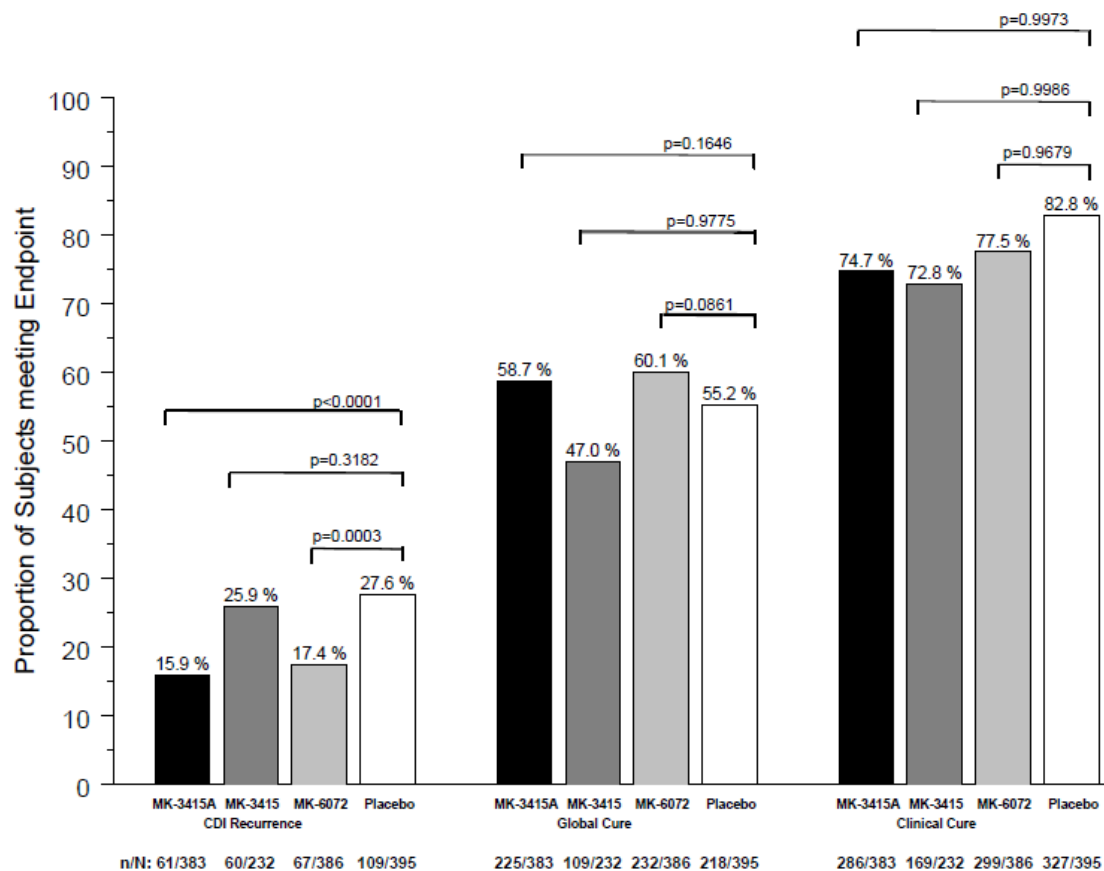 p=0.9973
p=0.9986
p=0.1646
p=0.9679
82.8 %
p=0.9775
77.5 %
74.7 %
72.8 %
p=0.0861
58.7 %
60.1 %
55.2 %
p<0.0001
47.0 %
p=0.3182
p=0.0003
25.9 %
27.6 %
15.9 %
17.4 %
Proportion of Subjects meeting Endpoint
100
90
80
70
60
50
40
30
20
10
0
MK-3415A MK-3415 MK-6072 Placebo MK-3415A MK-3415 MK-6072 Placebo MK-3415A MK-3415 MK-6072 Placebo
CDI Recurrence Global Cure Clinical Cure
n/N: 61/383 60/232 67/386 109/395 225/383 109/232 232/386 218/395 286/383 169/232 299/386 327/395